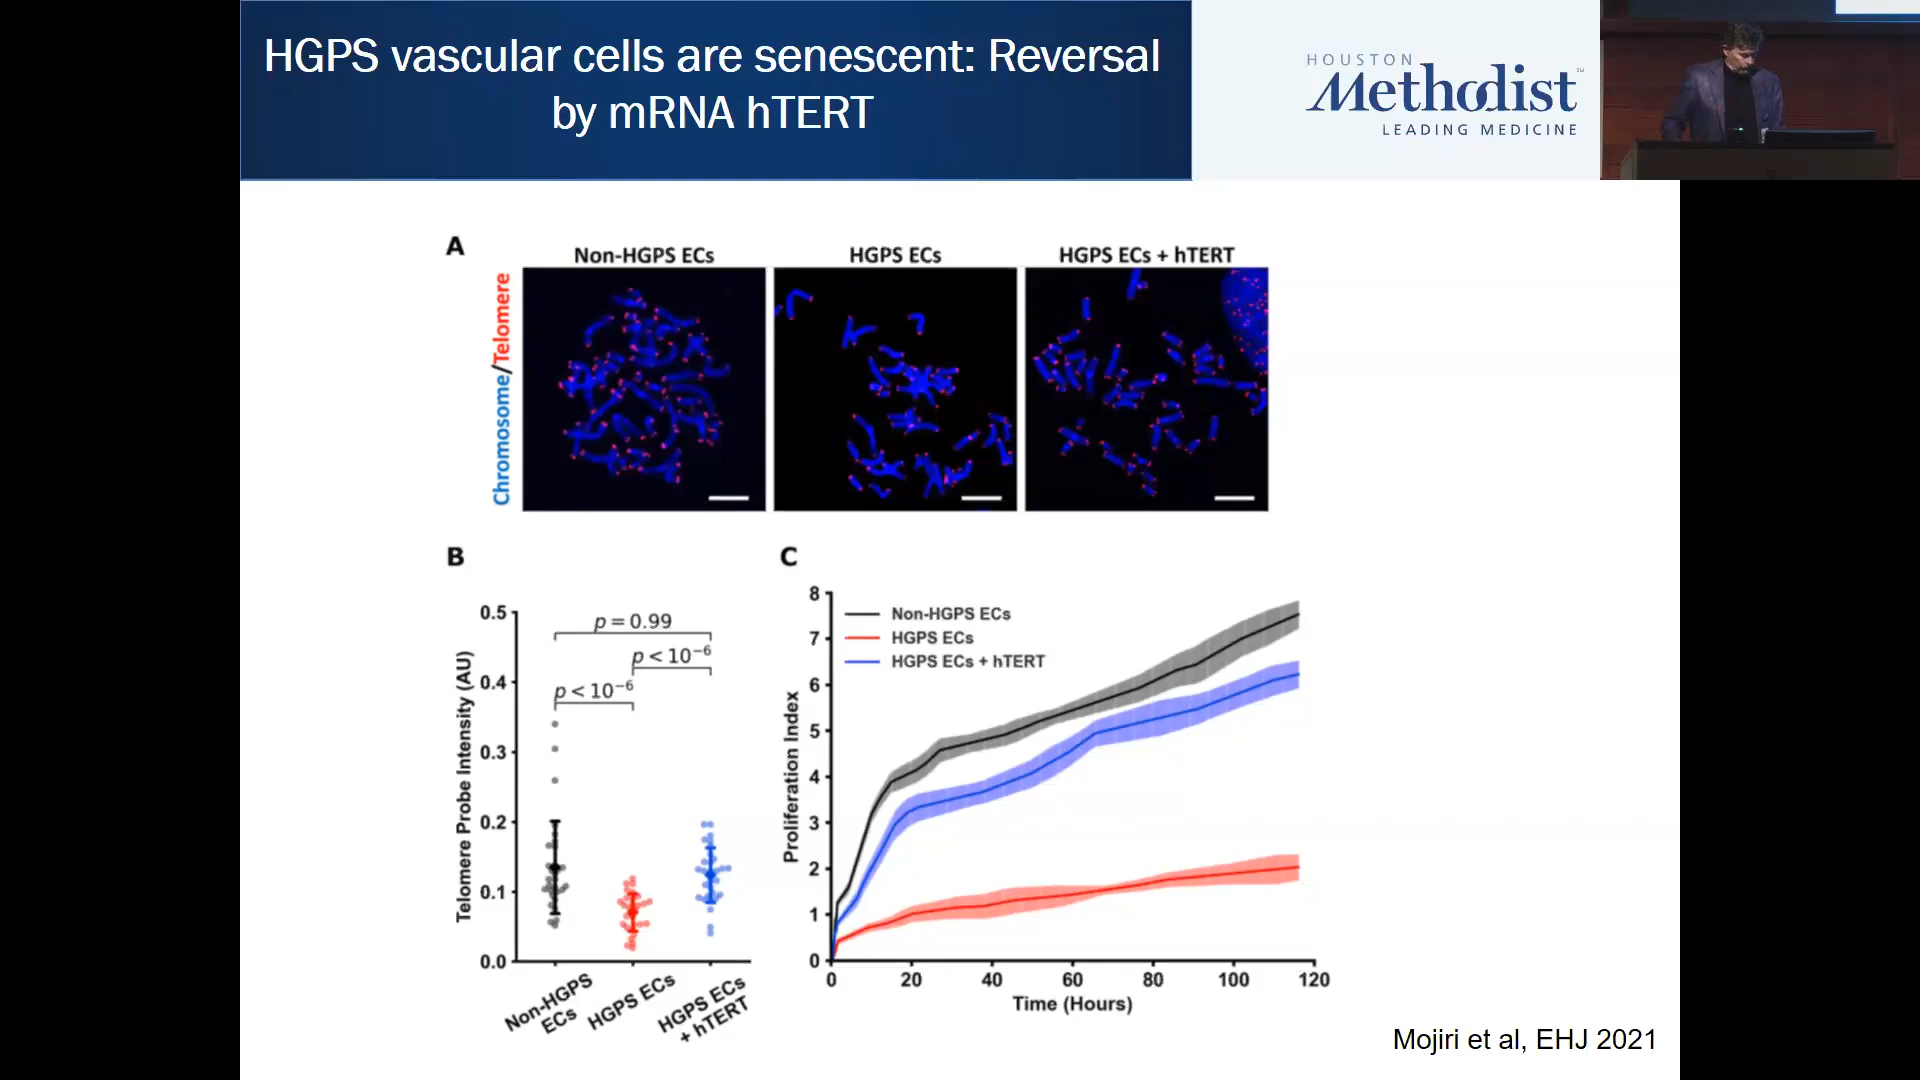 HGPS vascular cells are senescent: Reversal
by mRNA hTERT
HOUSTON
Methodist
LEADING MEDICINE
A
Non-HGPS ECs
HGPS ECs
HGPS ECs + hTERT
Chromosome/Telomere
B
Telomere Probe Intensity (AU)
0.5
0.4
0.3
0.2
0.1
0.0
p = 0.99
p < 10⁻⁶
p < 10⁻⁶
Non-HGPS
ECs
HGPS ECs
HGPS ECs
+ hTERT
C
Proliferation Index
8
7
6
5
4
3
2
1
0
Non-HGPS ECs
HGPS ECs
HGPS ECs + hTERT
0 20 40 60 80 100 120
Time (Hours)
Mojiri et al, EHJ 2021